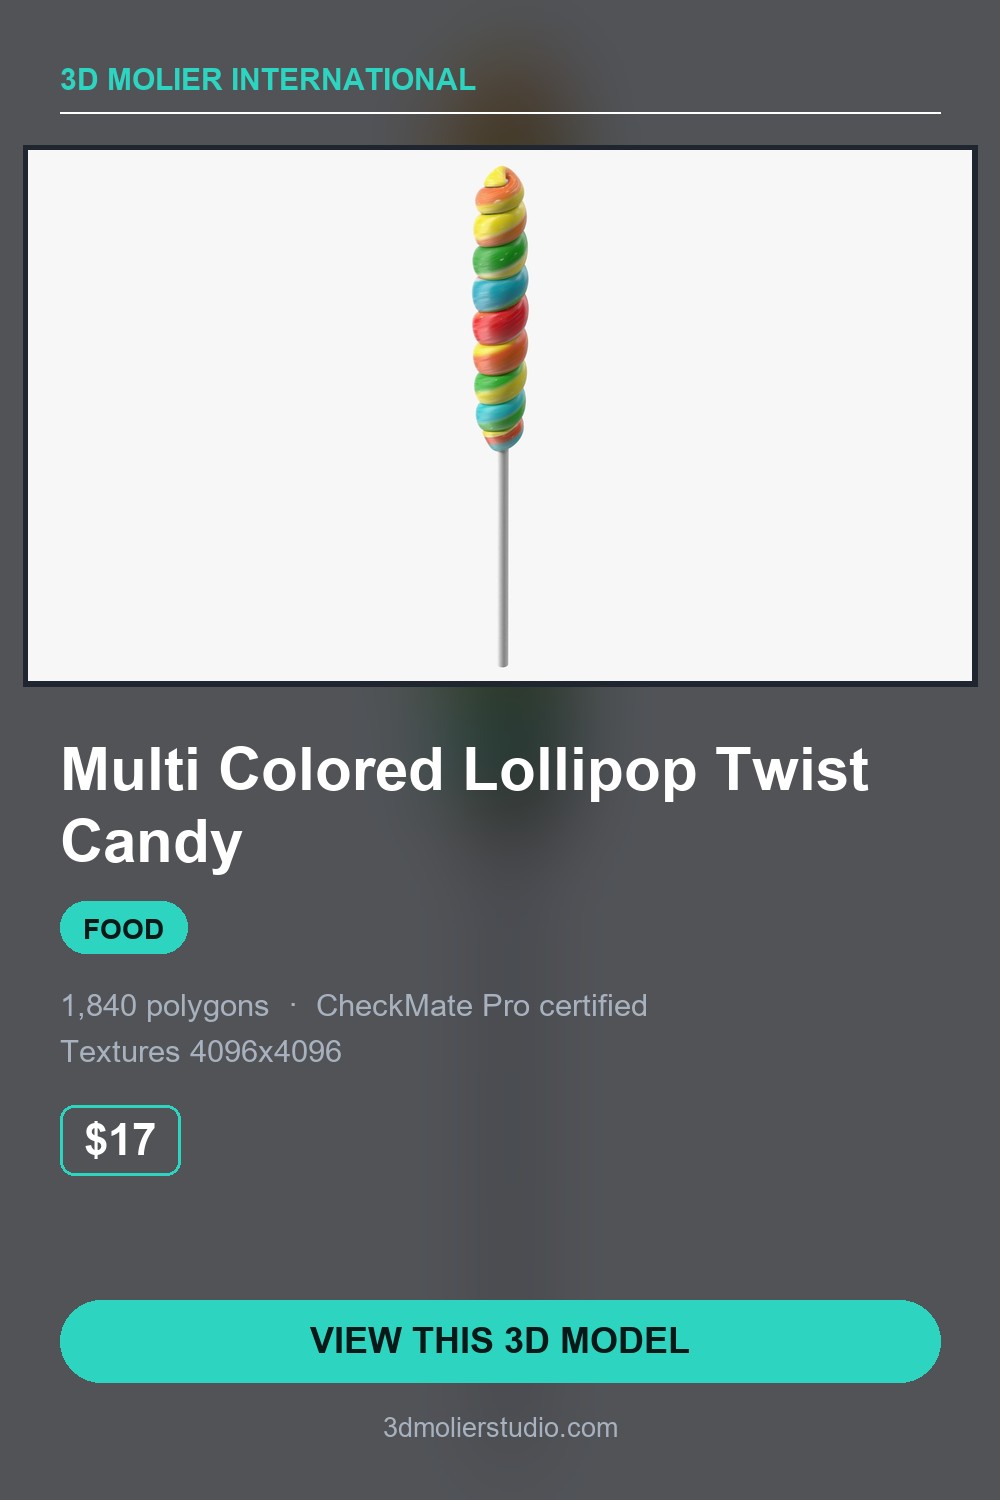 3D MOLIER INTERNATIONAL
Multi Colored Lollipop Twist
Candy
FOOD
1,840 polygons · CheckMate Pro certified
Textures 4096x4096
$17
VIEW THIS 3D MODEL
3dmolierstudio.com